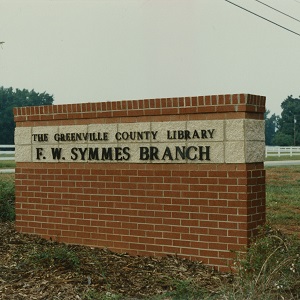 THE GREENVILLE COUNTY LIBRARY
F. W. SYMMES BRANCH